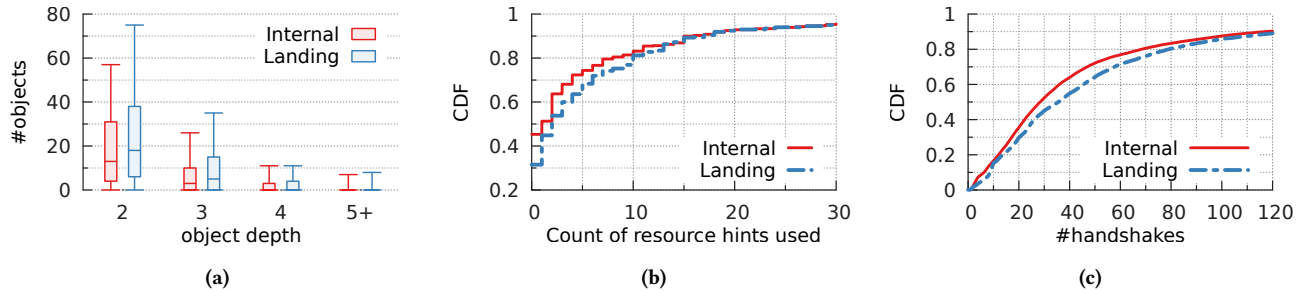 80
60
40
20
0
#objects
Internal
Landing
2 3 4 5+
object depth
(a)
1
0.8
0.6
0.4
0.2
CDF
Internal
Landing
0 10 20 30
Count of resource hints used
(b)
1
0.8
0.6
0.4
0.2
0
CDF
Internal
Landing
0 20 40 60 80 100 120
#handshakes
(c)